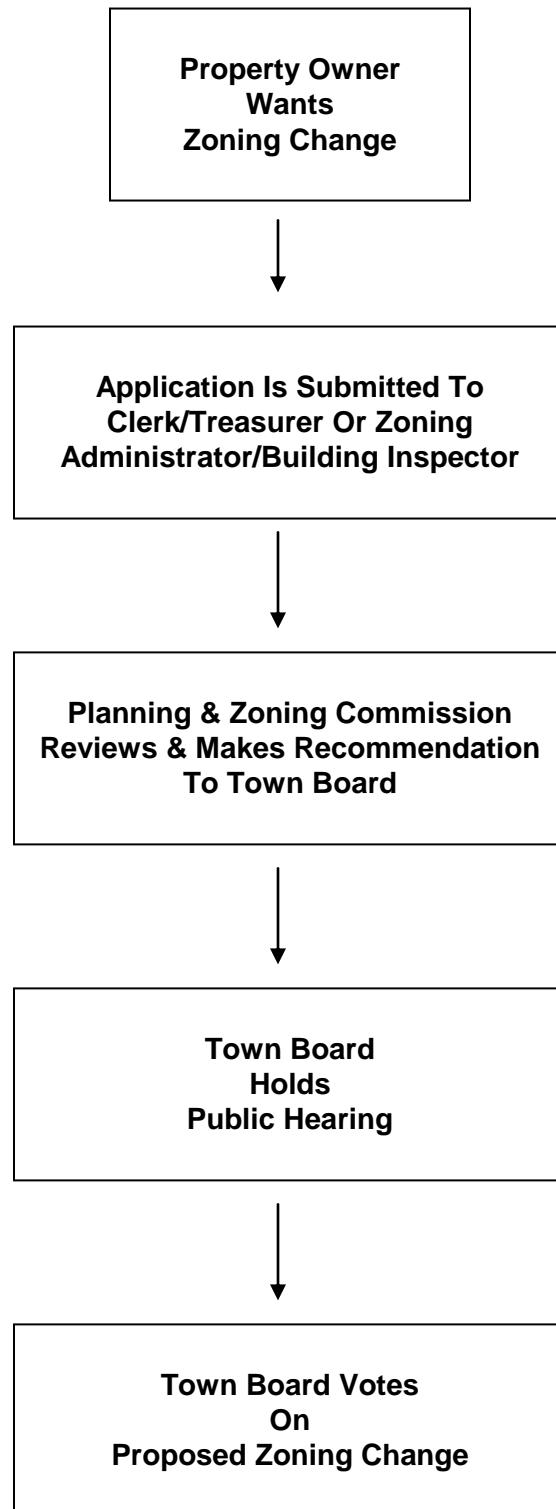 Property Owner
Wants
Zoning Change
Application Is Submitted To
Clerk/Treasurer Or Zoning
Administrator/Building Inspector
Planning & Zoning Commission
Reviews & Makes Recommendation
To Town Board
Town Board
Holds
Public Hearing
Town Board Votes
On
Proposed Zoning Change